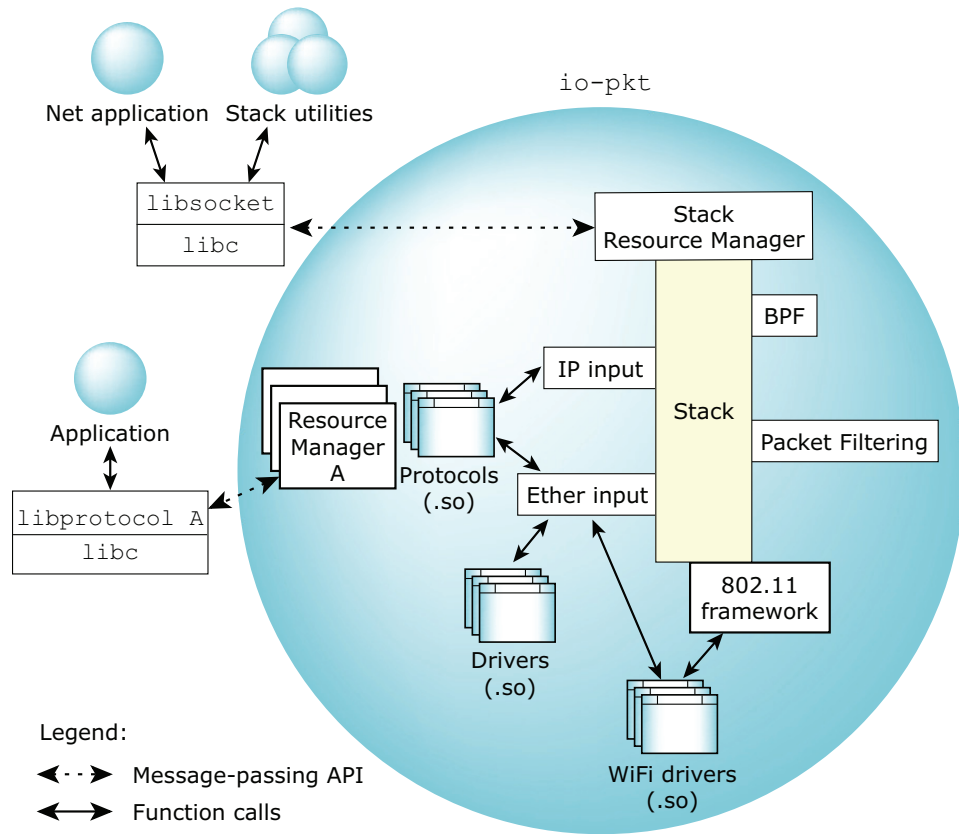 io-pkt
Net application
Stack utilities
libsocket
libc
Stack
Resource Manager
BPF
IP input
Stack
Packet Filtering
Application
Resource
Manager
A
Protocols
(.so)
Ether input
libprotocol A
libc
802.11
framework
Drivers
(.so)
WiFi drivers
(.so)
Legend:
Message-passing API
Function calls